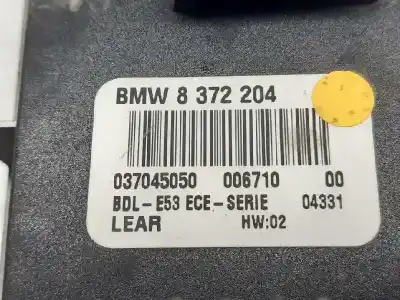 BMW 8 372 204
037045050 006710 00
BDL-E53 ECE-SERIE 04331
LEAR HW:02